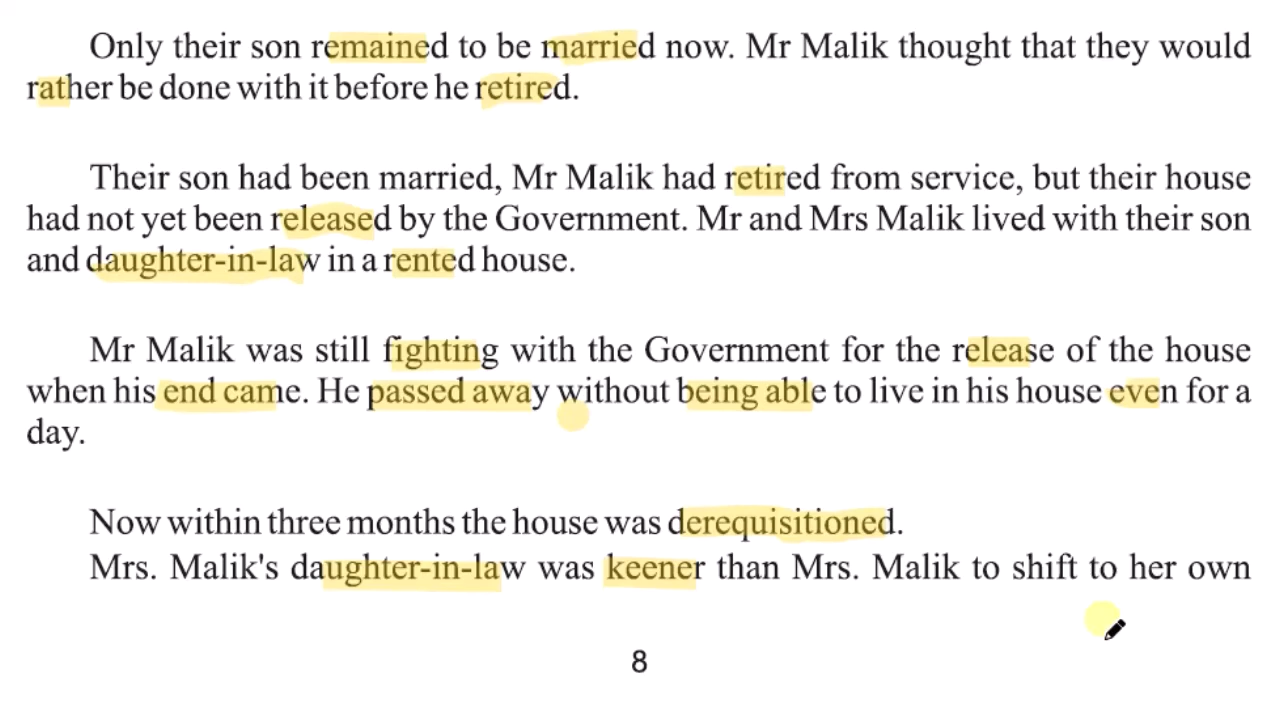 Only their son remained to be married now. Mr Malik thought that they would
rather be done with it before he retired.
Their son had been married, Mr Malik had retired from service, but their house
had not yet been released by the Government. Mr and Mrs Malik lived with their son
and daughter-in-law in a rented house.
Mr Malik was still fighting with the Government for the release of the house
when his end came. He passed away without being able to live in his house even for a
day.
Now within three months the house was derequisitioned.
Mrs. Malik's daughter-in-law was keener than Mrs. Malik to shift to her own
8